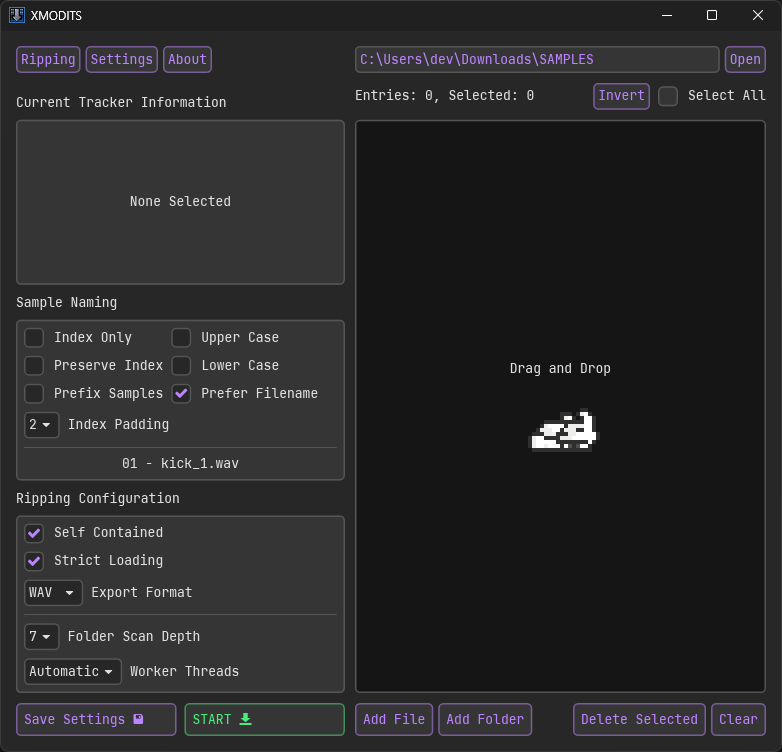 XMODITS
Ripping Settings About
C:\Users\dev\Downloads\SAMPLES Open
Current Tracker Information
Entries: 0, Selected: 0 Invert Select All
None Selected
Sample Naming
Index Only Upper Case
Preserve Index Lower Case
Prefix Samples Prefer Filename
2 Index Padding
01 - kick_1.wav
Ripping Configuration
Self Contained
Strict Loading
WAV Export Format
7 Folder Scan Depth
Automatic Worker Threads
Save Settings START
Drag and Drop
Add File Add Folder Delete Selected Clear